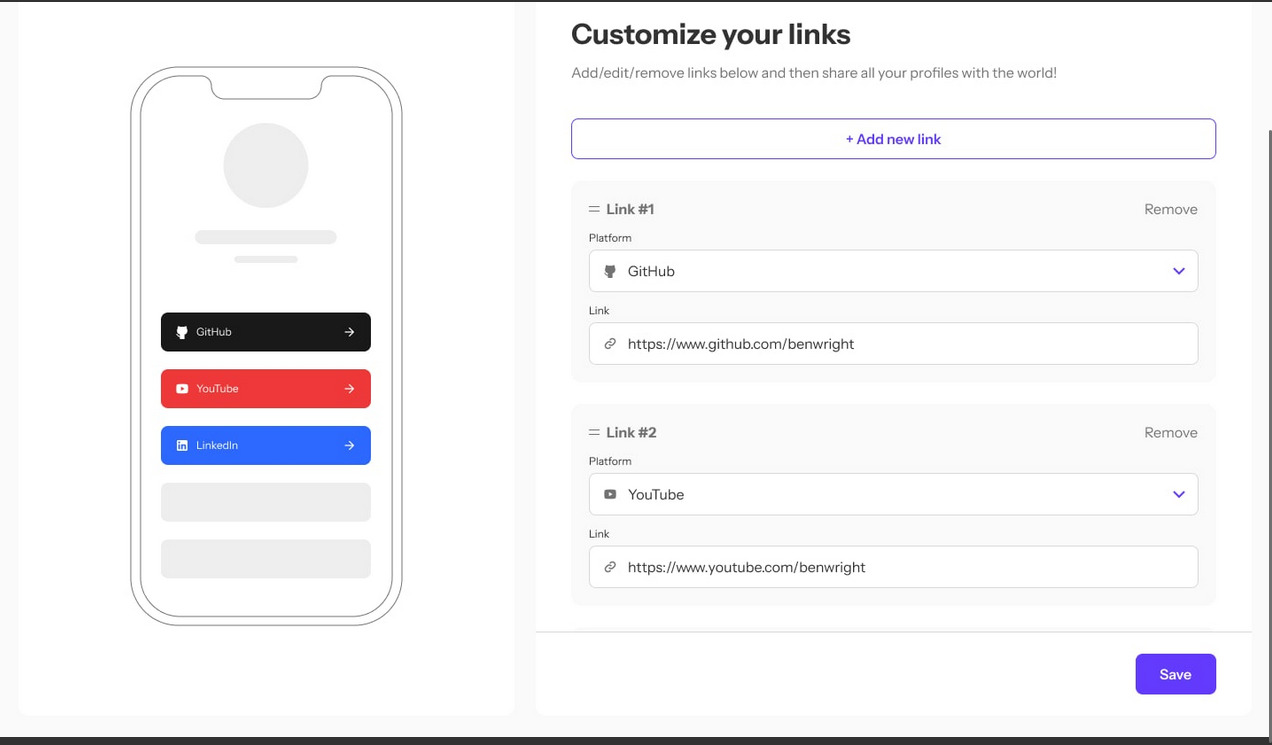 GitHub
YouTube
LinkedIn
Customize your links
Add/edit/remove links below and then share all your profiles with the world!
+ Add new link
Link #1
Remove
Platform
GitHub
Link
https://www.github.com/benwright
Link #2
Remove
Platform
YouTube
Link
https://www.youtube.com/benwright
Save